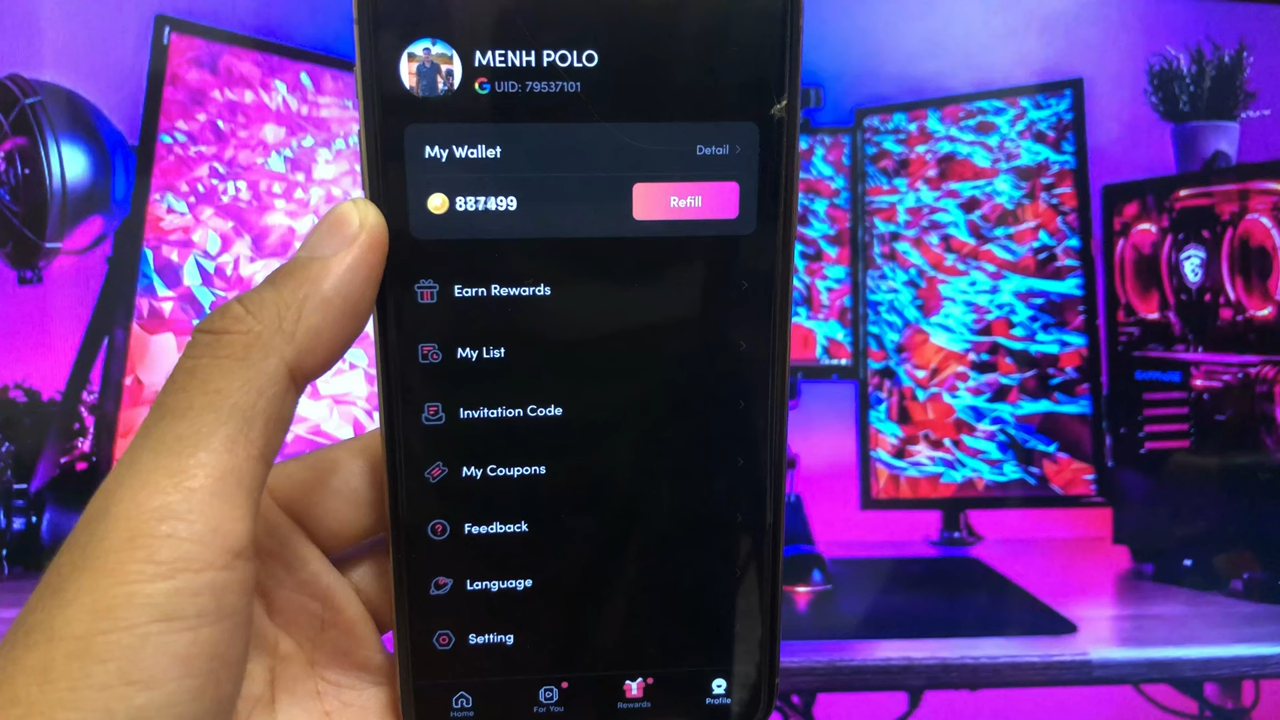 MENH POLO
UID: 79537101
My Wallet
Detail
Refill
Earn Rewards
My List
Invitation Code
My Coupons
Feedback
Language
Setting
Home
For You
Rewards
Profile